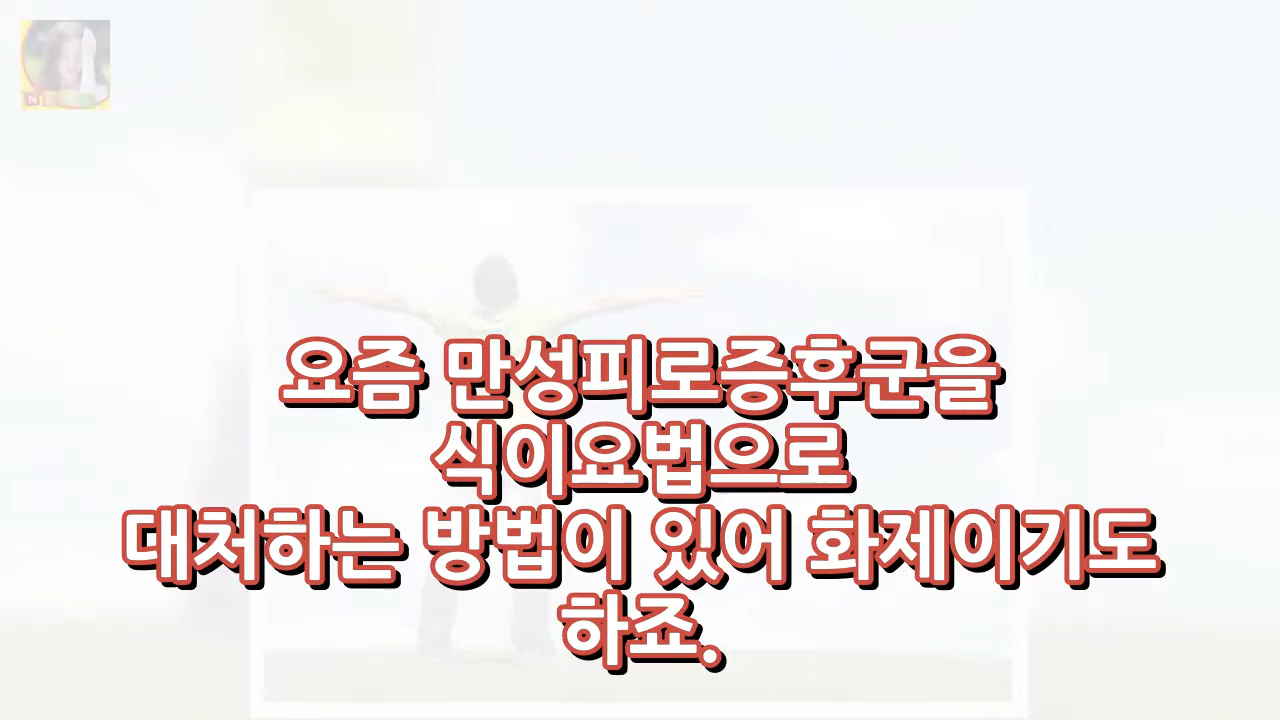 요즘 만성피로증후군을
식이요법으로
대처하는 방법이 있어 화제이기도
하죠.